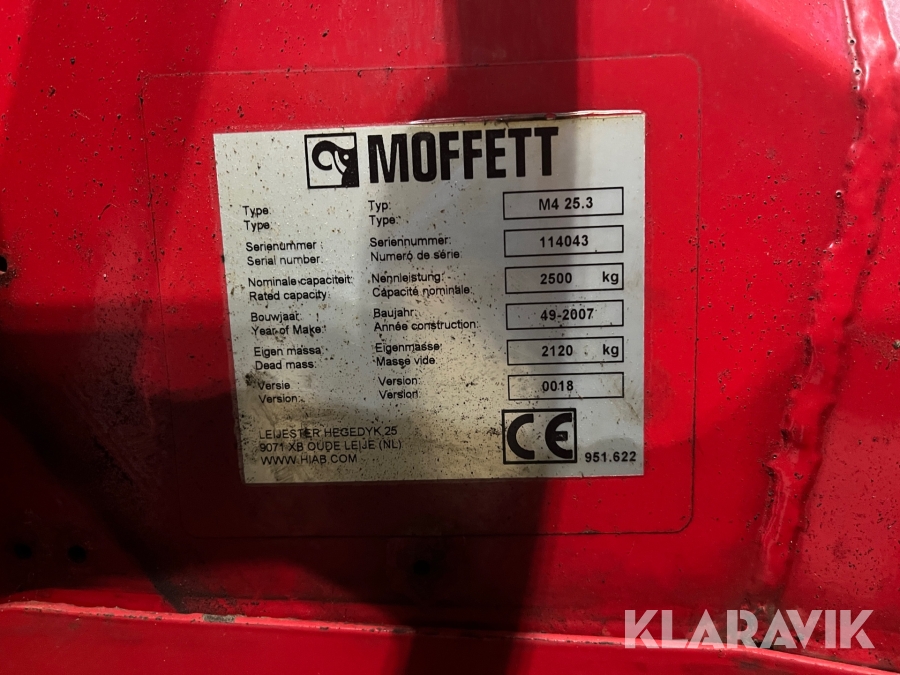 MOFFETT
Type: Typ: M4 25.3
Type: Type:
Serienummer: Seriennummer: 114043
Serial number. Numero de série:
Nominale capaciteit: Nennleistung: 2500 kg
Rated capacity: Capacité nominale:
Bouwjaar: Baujahr: 49-2007
Year of Make: Année construction:
Eigen massa: Eigenmasse: 2120 kg
Dead mass: Masse vide:
Versie Version: 0018
Version: Version:
LEIJESTER HEGEDYK 25
9071 XB OUDE LEIJE (NL)
WWW.HIAB.COM
CE 951.622
KLARAVIK